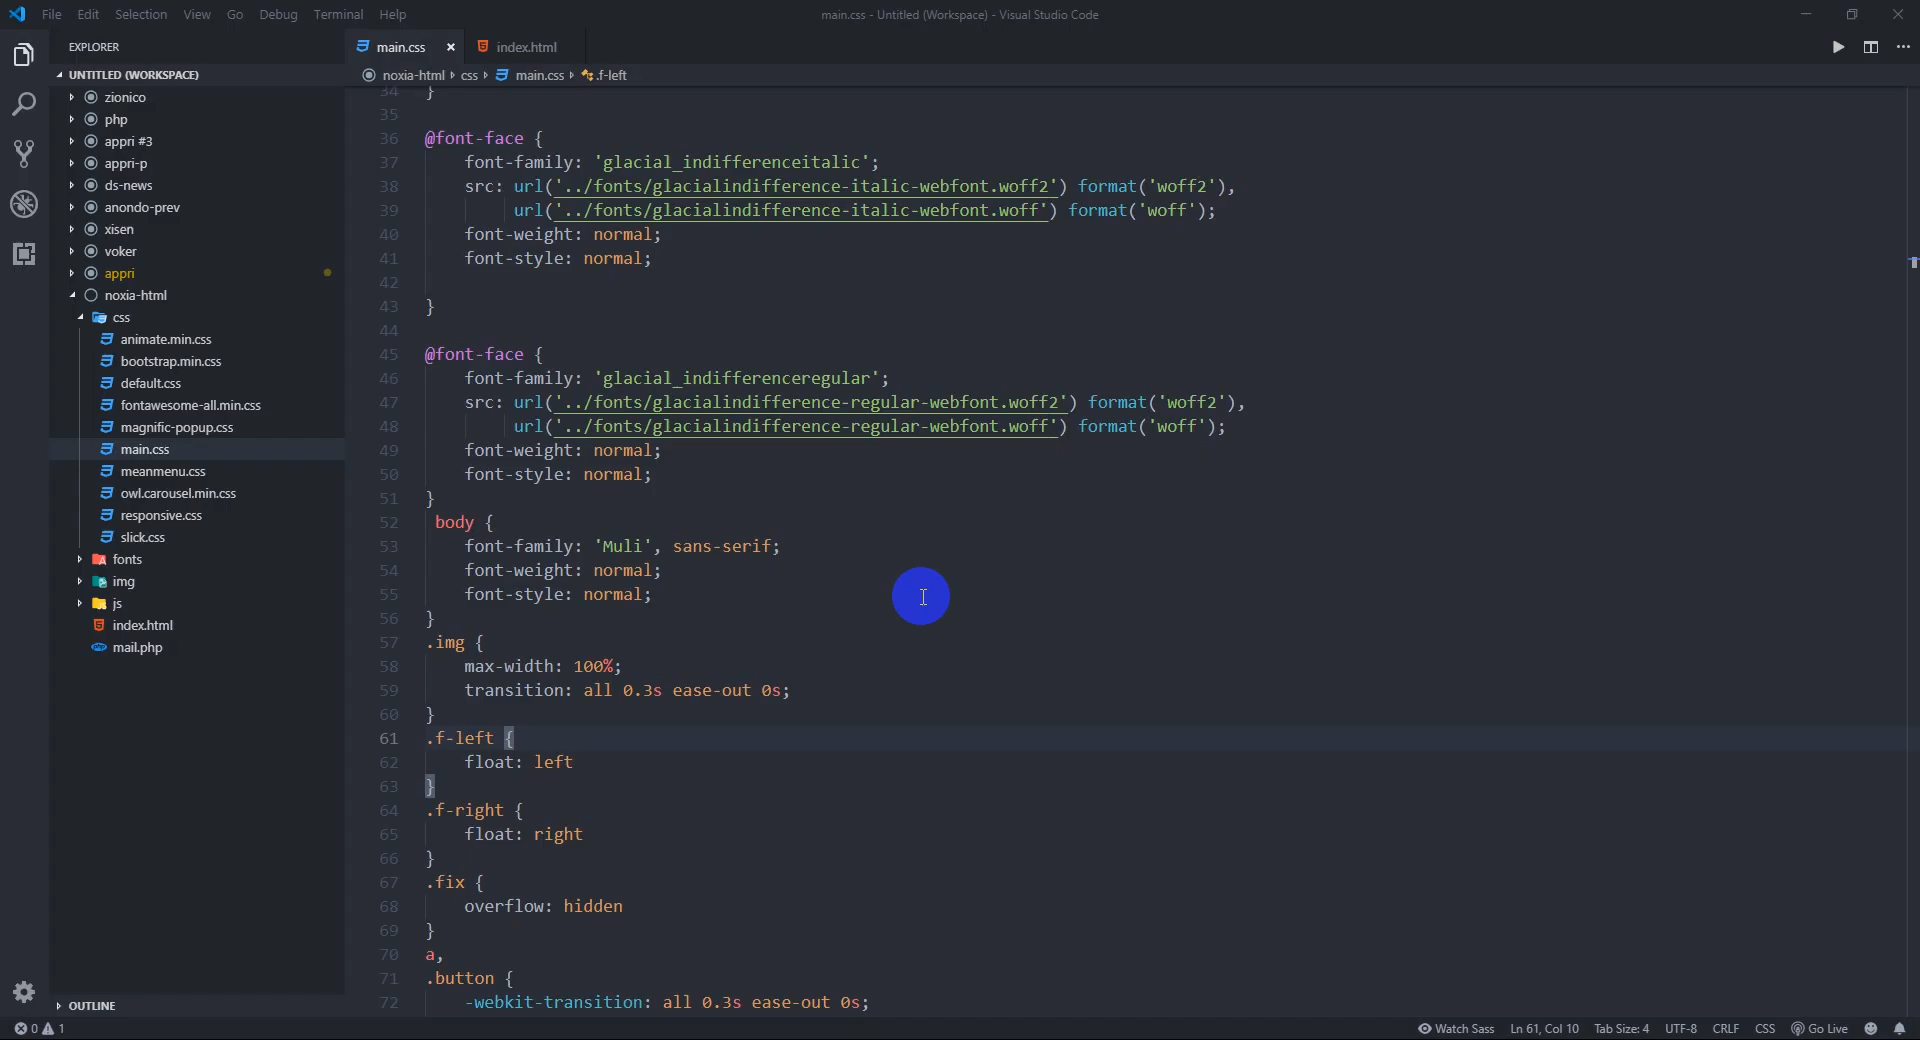 File Edit Selection View Go Debug Terminal Help
main.css - Untitled (Workspace) - Visual Studio Code
EXPLORER
UNTITLED (WORKSPACE)
zionico
php
appri #3
appri-p
ds-news
anondo-prev
xisen
voker
appri
noxia-html
css
animate.min.css
bootstrap.min.css
default.css
fontawesome-all.min.css
magnific-popup.css
main.css
meanmenu.css
owl.carousel.min.css
responsive.css
slick.css
fonts
img
js
index.html
mail.php
OUTLINE
main.css × index.html
noxia-html css main.css .f-left
34 }
35
36 @font-face {
37 font-family: 'glacial_indifferenceitalic';
38 src: url('../fonts/glacialindifference-italic-webfont.woff2') format('woff2'),
39 url('../fonts/glacialindifference-italic-webfont.woff') format('woff');
40 font-weight: normal;
41 font-style: normal;
42
43 }
44
45 @font-face {
46 font-family: 'glacial_indifferenceregular';
47 src: url('../fonts/glacialindifference-regular-webfont.woff2') format('woff2'),
48 url('../fonts/glacialindifference-regular-webfont.woff') format('woff');
49 font-weight: normal;
50 font-style: normal;
51 }
52 body {
53 font-family: 'Muli', sans-serif;
54 font-weight: normal;
55 font-style: normal;
56 }
57 .img {
58 max-width: 100%;
59 transition: all 0.3s ease-out 0s;
60 }
61 .f-left {
62 float: left
63 }
64 .f-right {
65 float: right
66 }
67 .fix {
68 overflow: hidden
69 }
70 a,
71 .button {
72 -webkit-transition: all 0.3s ease-out 0s;
0 1 Watch Sass Ln 61, Col 10 Tab Size: 4 UTF-8 CRLF CSS Go Live